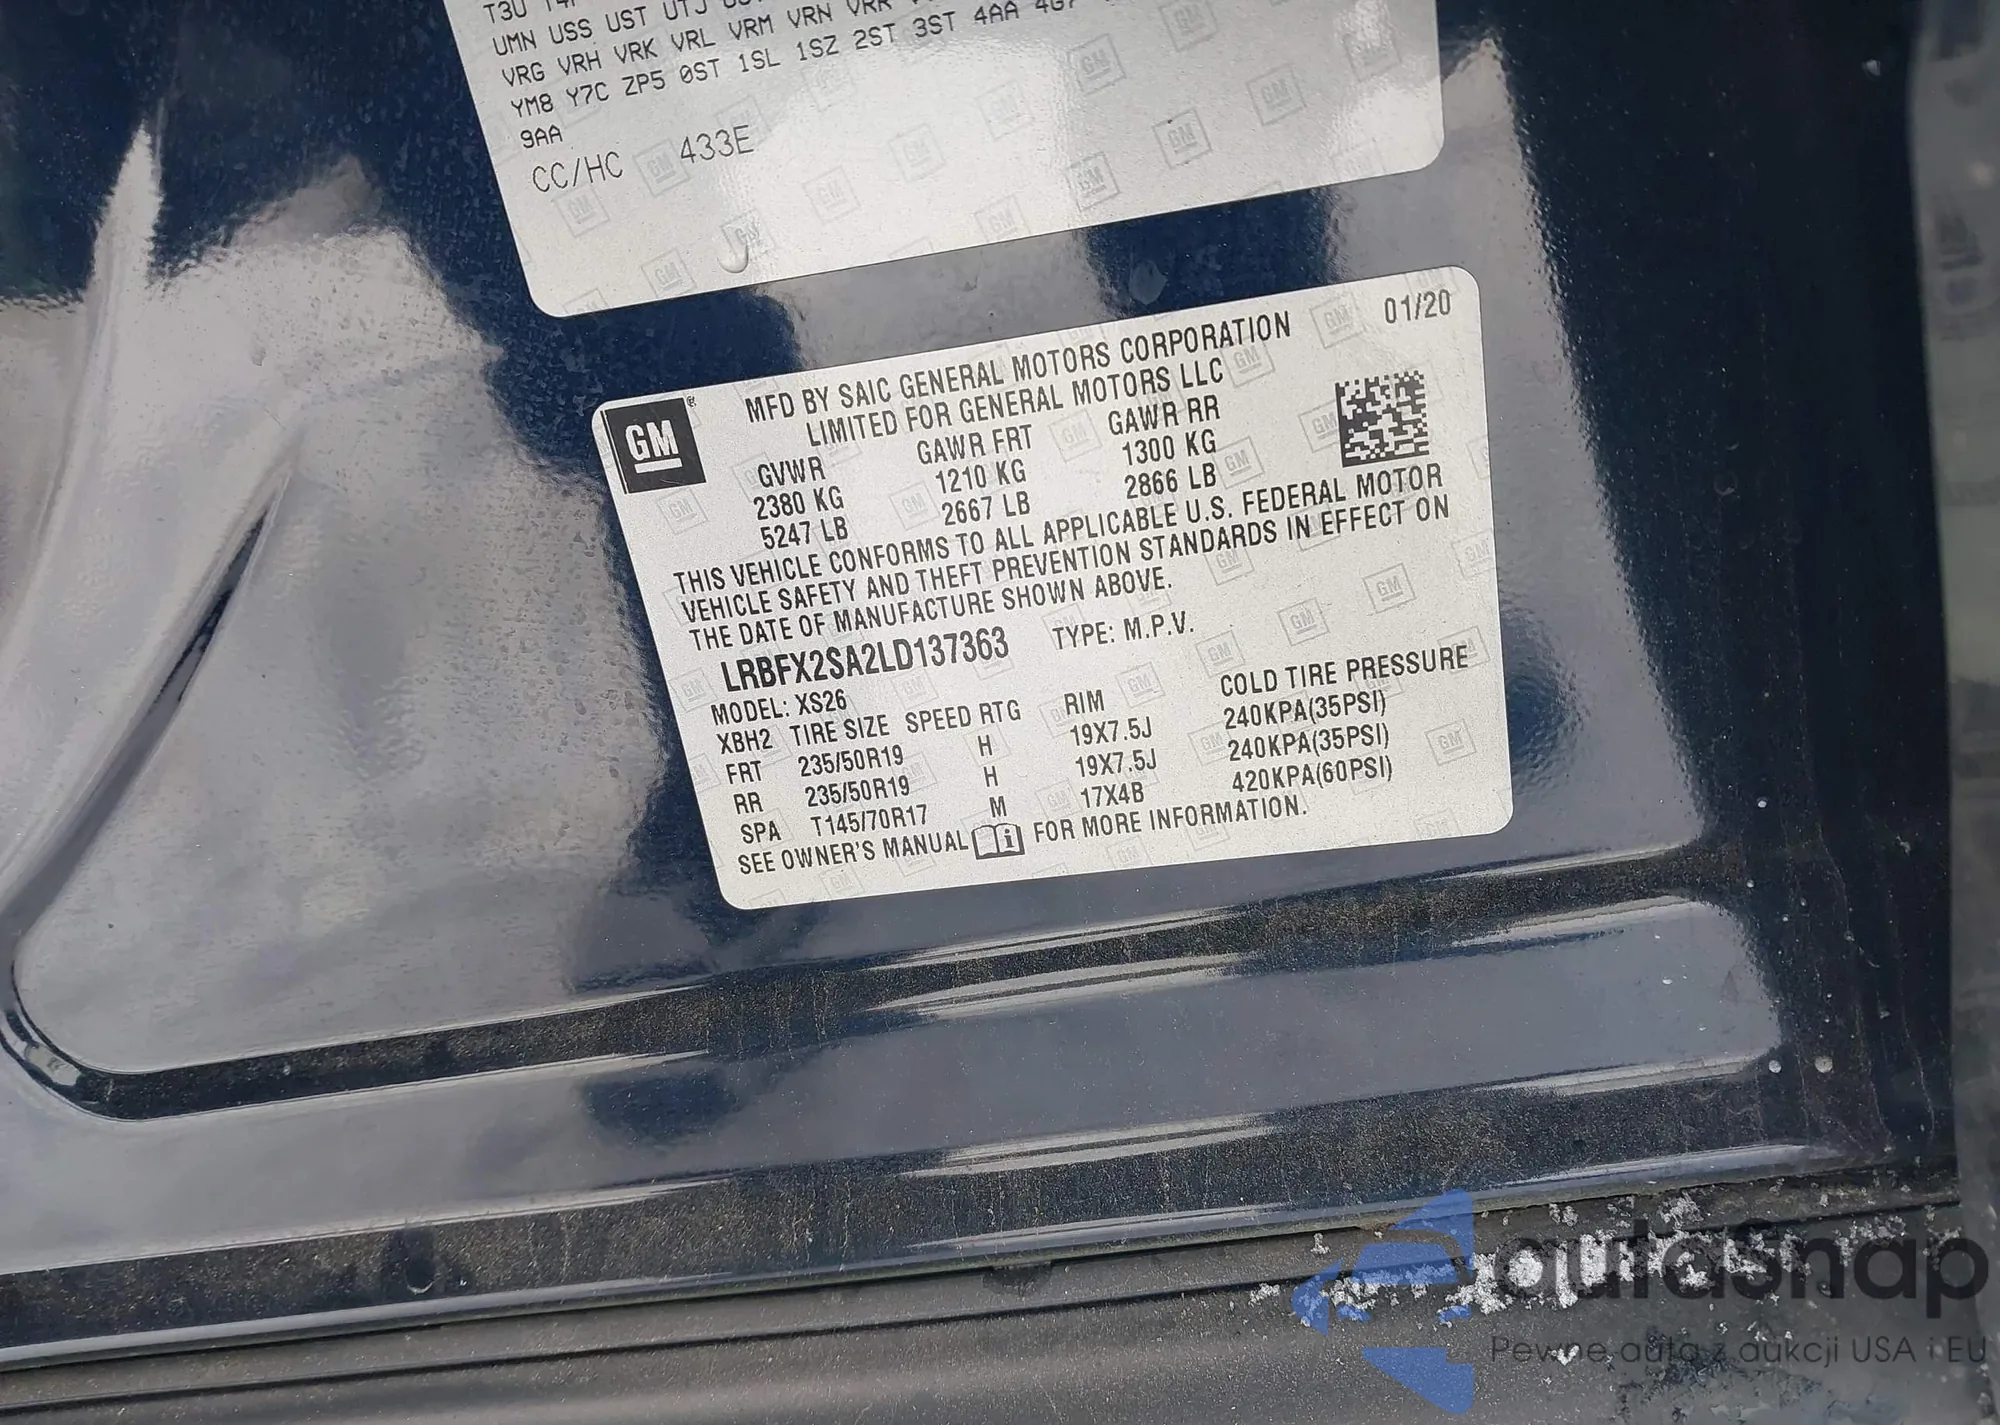 UMN USS UST UTJ
VRG VRH VRK VRL VRM VRN VRR
YM8 Y7C ZP5 0ST 1SL 1SZ 2ST 3ST 4AA
9AA
CC/HC 433E
01/20
GM
MFD BY SAIC GENERAL MOTORS CORPORATION
LIMITED FOR GENERAL MOTORS LLC
GVWR GAWR FRT GAWR RR
2380 KG 1210 KG 1300 KG
5247 LB 2667 LB 2866 LB
THIS VEHICLE CONFORMS TO ALL APPLICABLE U.S. FEDERAL MOTOR
VEHICLE SAFETY AND THEFT PREVENTION STANDARDS IN EFFECT ON
THE DATE OF MANUFACTURE SHOWN ABOVE.
LRBFX2SA2LD137363 TYPE: M.P.V.
MODEL: XS26
XBH2 TIRE SIZE SPEED RTG RIM COLD TIRE PRESSURE
FRT 235/50R19 H 19X7.5J 240KPA(35PSI)
RR 235/50R19 H 19X7.5J 240KPA(35PSI)
SPA T145/70R17 M 17X4B 420KPA(60PSI)
SEE OWNER'S MANUAL FOR MORE INFORMATION.
autosnap
Pewne auta z aukcji USA i EU